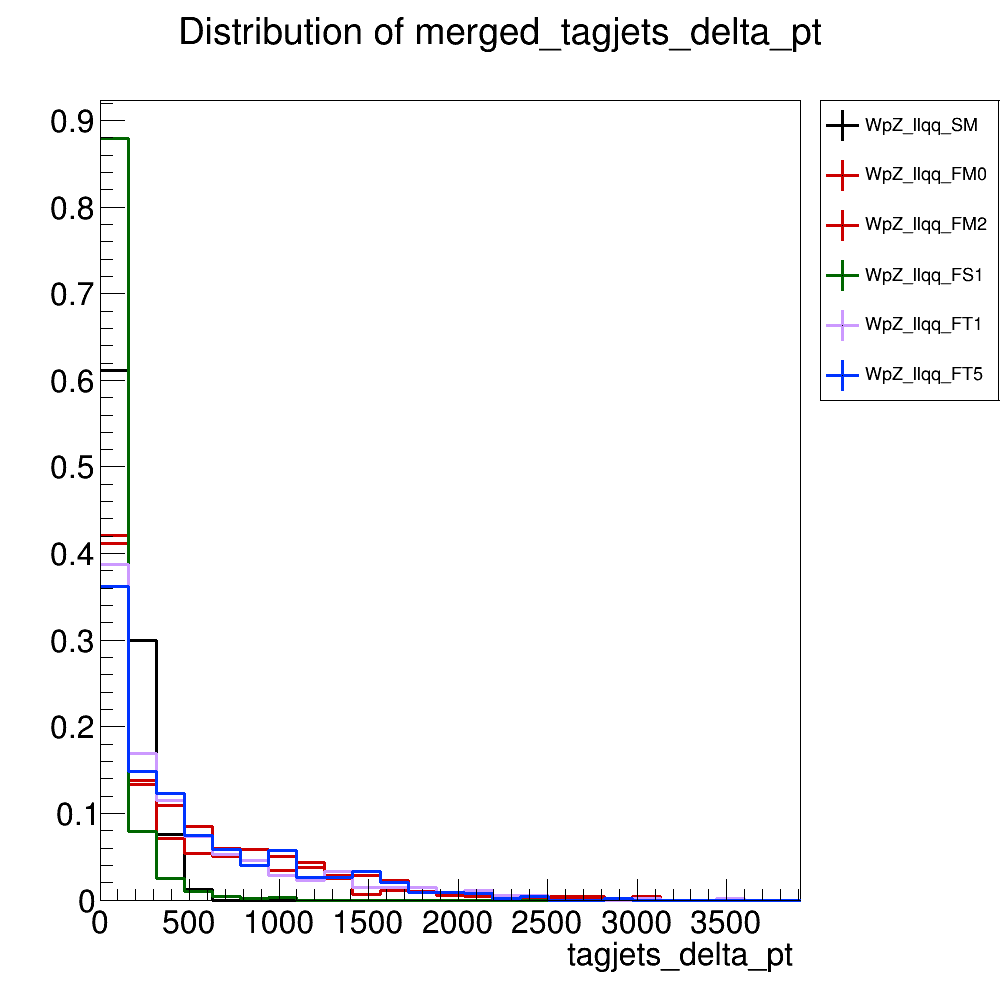 Distribution of merged_tagjets_delta_pt
0.9
0.8
0.7
0.6
0.5
0.4
0.3
0.2
0.1
0
0 500 1000 1500 2000 2500 3000 3500
tagjets_delta_pt
WpZ_llqq_SM
WpZ_llqq_FM0
WpZ_llqq_FM2
WpZ_llqq_FS1
WpZ_llqq_FT1
WpZ_llqq_FT5